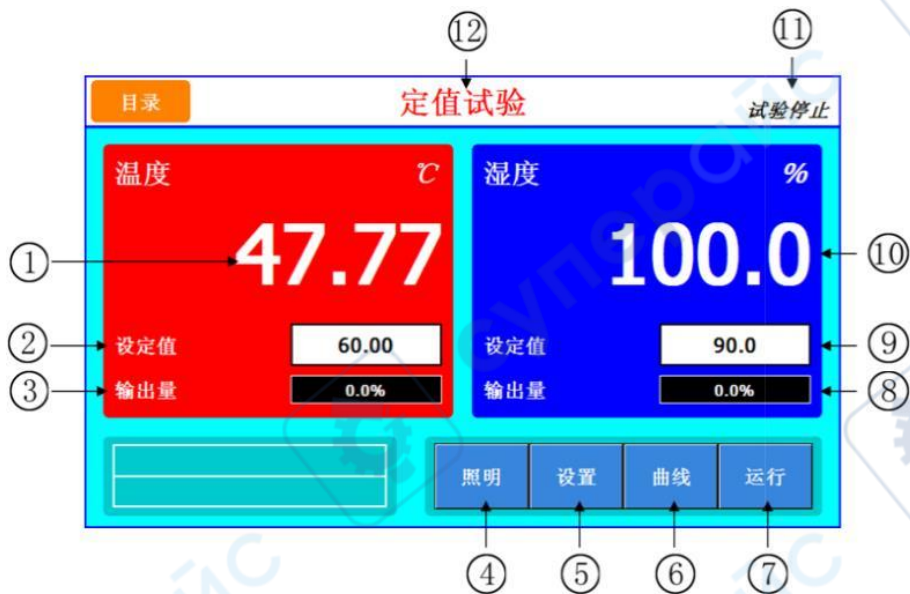 ⑫ ⑪
目录 定值试验 试验停止
温度 ℃ 湿度 %
① 47.77 100.0 ⑩
② 设定值 60.00 设定值 90.0 ⑨
③ 输出量 0.0% 输出量 0.0% ⑧
照明 设置 曲线 运行
④ ⑤ ⑥ ⑦
суперайс